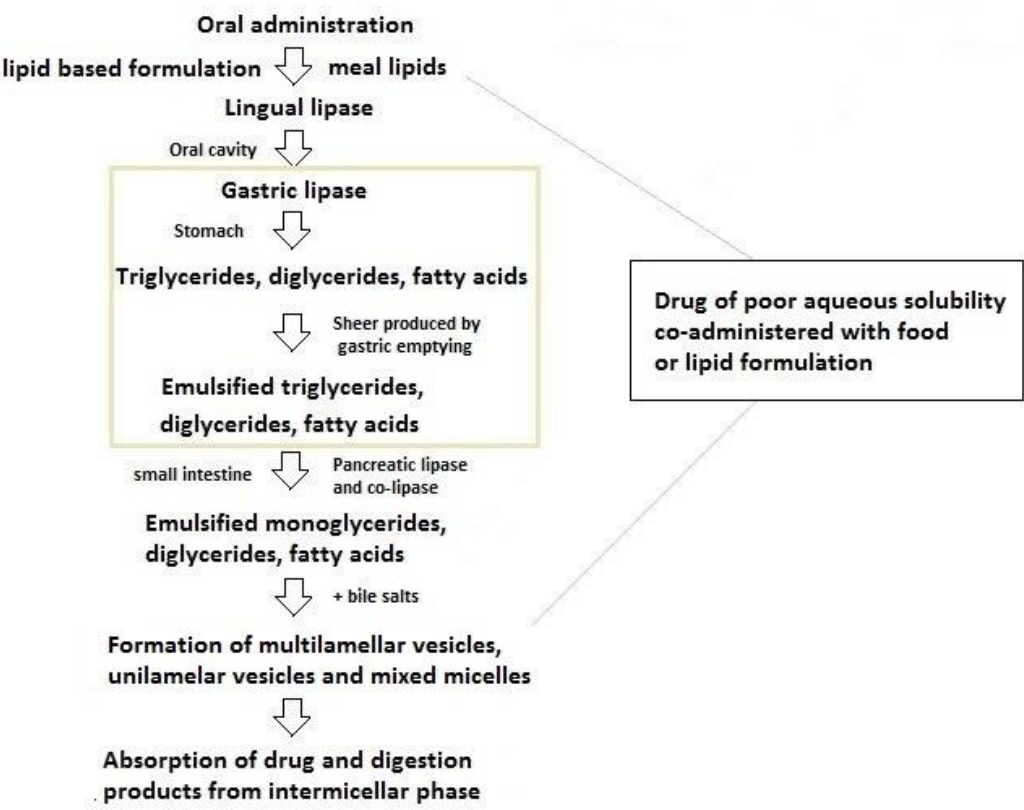 Oral administration
lipid based formulation
meal lipids
Lingual lipase
Oral cavity
Gastric lipase
Stomach
Triglycerides, diglycerides, fatty acids
Sheer produced by
gastric emptying
Emulsified triglycerides,
diglycerides, fatty acids
small intestine
Pancreatic lipase
and co-lipase
Emulsified monoglycerides,
diglycerides, fatty acids
+ bile salts
Formation of multilamellar vesicles,
unilamelar vesicles and mixed micelles
Absorption of drug and digestion
products from intermicellar phase
Drug of poor aqueous solubility
co-administered with food
or lipid formulation